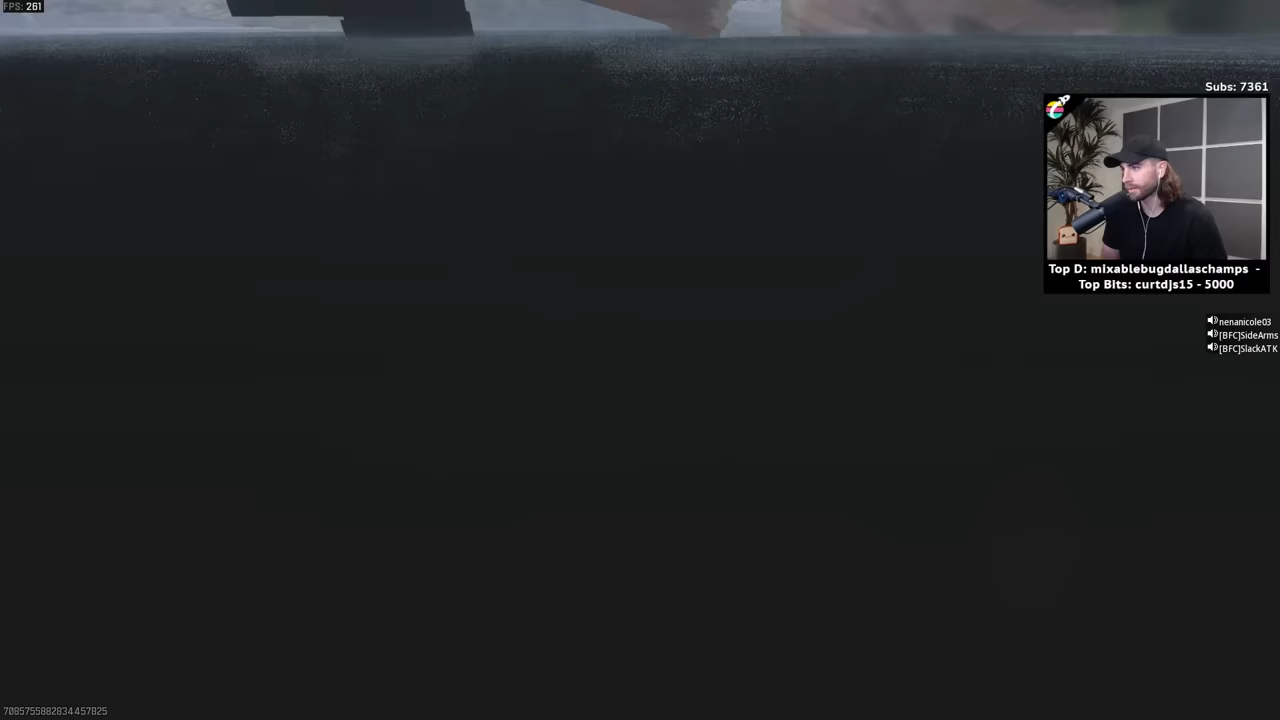 FPS: 261
Subs: 7361
Top D: mixablebugdallaschamps -
Top Bits: curtdjs15 - 5000
nenanicole03
[BFC]SideArms
[BFC]SlackATK
7085755882834457825